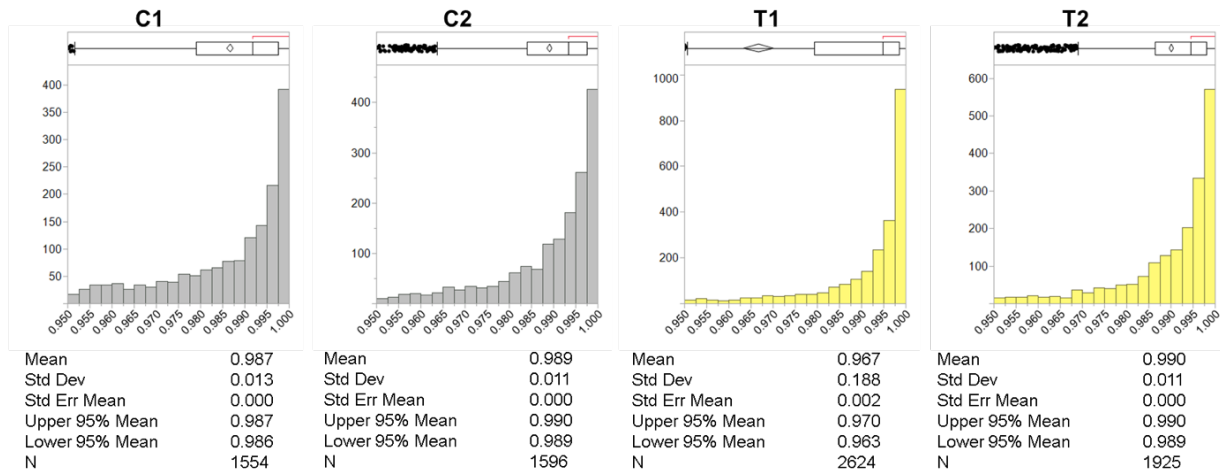 C1 C2 T1 T2
400 350 300 250 200 150 100 50
400 300 200 100
1000 800 600 400 200
600 500 400 300 200 100
0.950 0.955 0.960 0.965 0.970 0.975 0.980 0.985 0.990 0.995 1.000
0.950 0.955 0.960 0.965 0.970 0.975 0.980 0.985 0.990 0.995 1.000
0.950 0.955 0.960 0.965 0.970 0.975 0.980 0.985 0.990 0.995 1.000
0.950 0.955 0.960 0.965 0.970 0.975 0.980 0.985 0.990 0.995 1.000
Mean 0.987 Mean 0.989 Mean 0.967 Mean 0.990
Std Dev 0.013 Std Dev 0.011 Std Dev 0.188 Std Dev 0.011
Std Err Mean 0.000 Std Err Mean 0.000 Std Err Mean 0.002 Std Err Mean 0.000
Upper 95% Mean 0.987 Upper 95% Mean 0.990 Upper 95% Mean 0.970 Upper 95% Mean 0.990
Lower 95% Mean 0.986 Lower 95% Mean 0.989 Lower 95% Mean 0.963 Lower 95% Mean 0.989
N 1554 N 1596 N 2624 N 1925